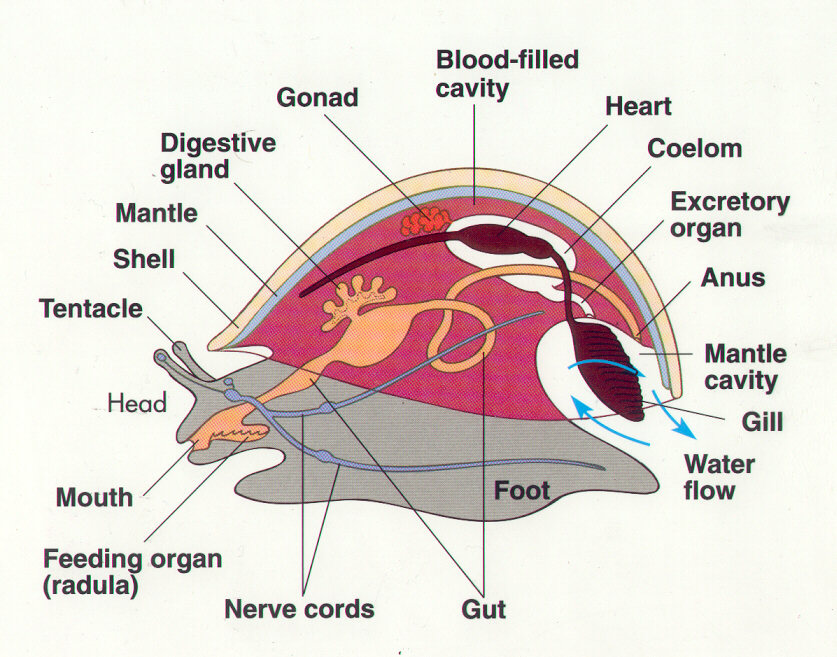 Blood-filled
cavity
Gonad
Heart
Digestive
gland
Coelom
Mantle
Excretory
organ
Shell
Anus
Tentacle
Mantle
cavity
Head
Gill
Water
flow
Mouth
Foot
Feeding organ
(radula)
Nerve cords
Gut